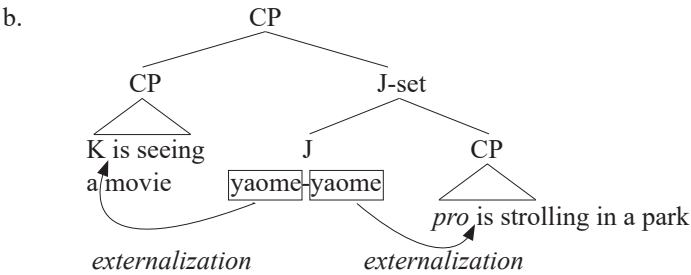 b. CP
CP J-set
K is seeing J CP
a movie yaome-yaome
pro is strolling in a park
externalization externalization